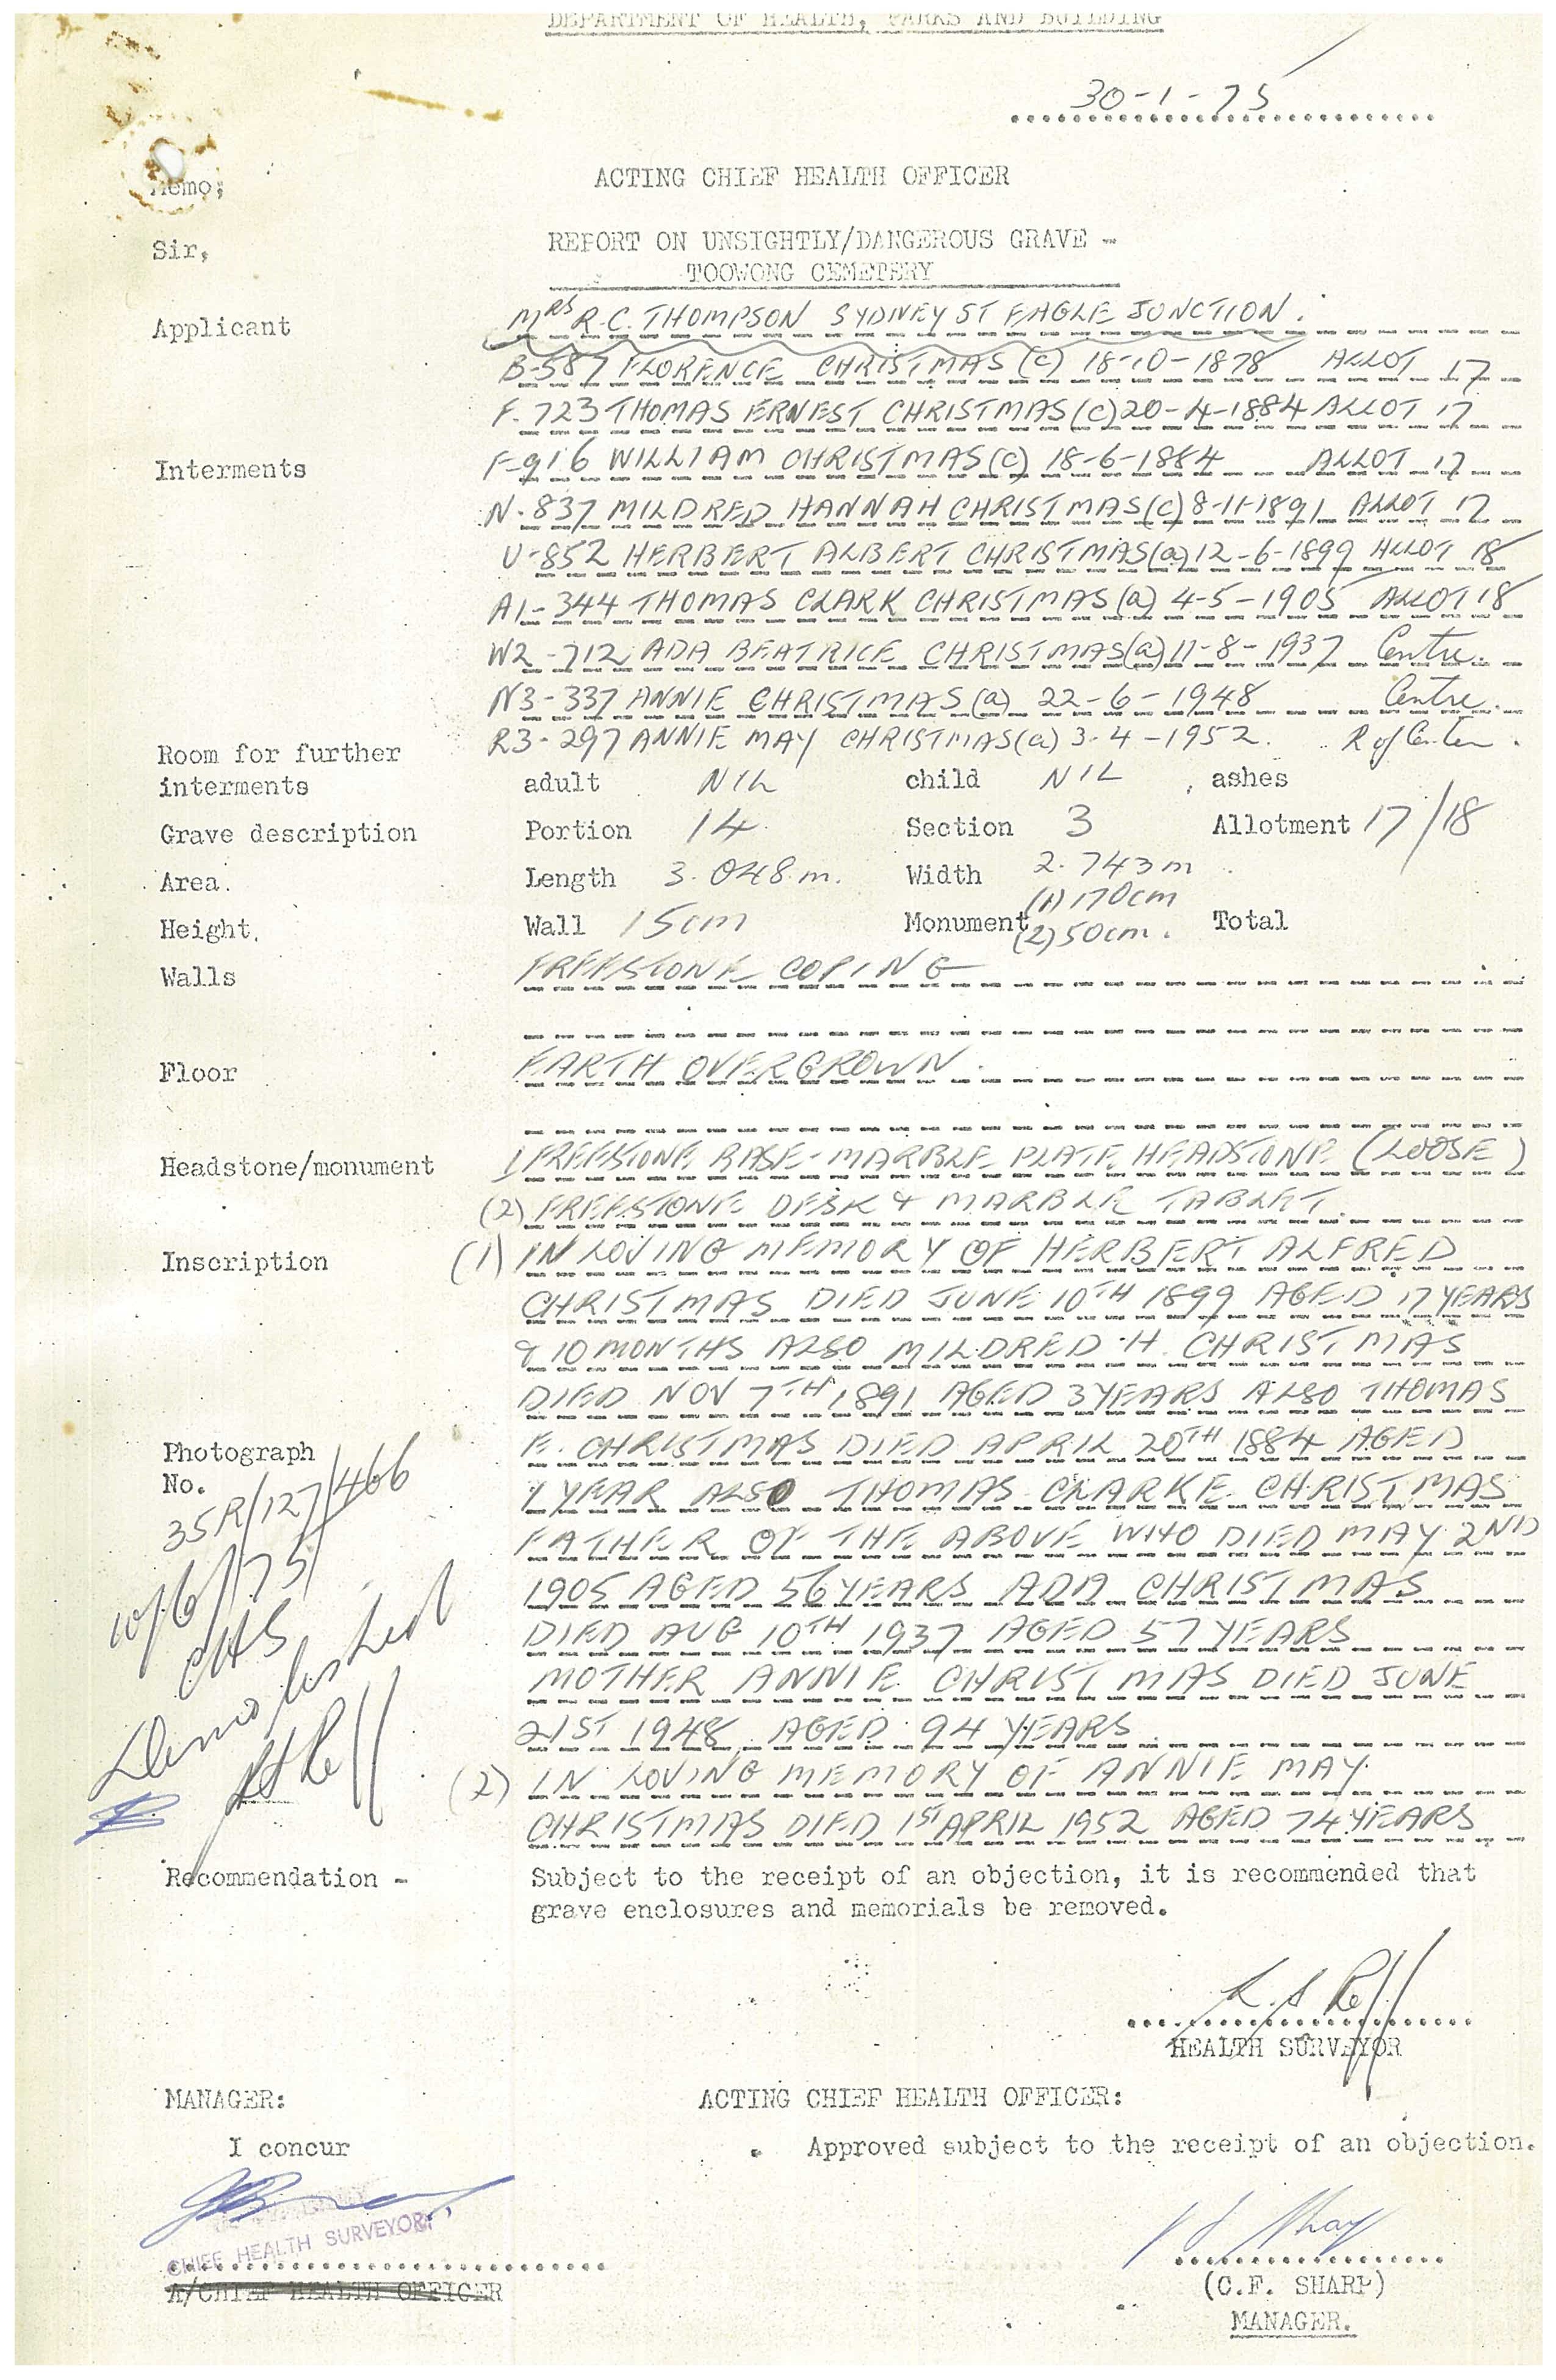 DEPARTMENT OF HEALTH, PARKS AND BUILDING
30-1-75
Memo;
ACTING CHIEF HEALTH OFFICER
Sir,
REPORT ON UNSIGHTLY/DANGEROUS GRAVE -
TOOWONG CEMETERY
Applicant MRS R.C. THOMPSON SYDNEY ST EAGLE JUNCTION.
B-587 FLORENCE CHRISTMAS (c) 18-10-1878 ALLOT 17
F-723 THOMAS ERNEST CHRISTMAS (c) 20-4-1884 ALLOT 17
Interments F-916 WILLIAM CHRISTMAS (c) 18-6-1884 ALLOT 17
N-837 MILDRED HANNAH CHRISTMAS (c) 8-11-1891 ALLOT 17
U-852 HERBERT ALBERT CHRISTMAS (a) 12-6-1899 ALLOT 18
A1-344 THOMAS CLARK CHRISTMAS (a) 4-5-1905 ALLOT 18
W2-712 ADA BEATRICE CHRISTMAS (a) 11-8-1937 Centre.
N3-337 ANNIE CHRISTMAS (a) 22-6-1948 Centre.
R3-297 ANNIE MAY CHRISTMAS (a) 3-4-1952. R of Centre.
Room for further
interments adult NIL child NIL, ashes
Grave description Portion 14 Section 3 Allotment 17/18
Area. Length 3.048 m. Width 2.743 m
Height. Wall 15cm Monument (1) 170cm (2) 50cm. Total
Walls FREESTONE COPING
Floor EARTH OVERGROWN.
Headstone/monument 1 FREESTONE BASE - MARBLE PLATE HEADSTONE (LOOSE)
(2) FREESTONE DESK & MARBLE TABLET.
Inscription (1) IN LOVING MEMORY OF HERBERT ALFRED
CHRISTMAS DIED JUNE 10TH 1899 AGED 17 YEARS
& 10 MONTHS ALSO MILDRED H. CHRISTMAS
DIED NOV 7TH 1891 AGED 3 YEARS ALSO THOMAS
Photograph E. CHRISTMAS DIED APRIL 20TH 1884 AGED
No. 1 YEAR ALSO THOMAS CLARKE CHRISTMAS
35R/127/466
FATHER OF THE ABOVE WHO DIED MAY 2ND
1905 AGED 56 YEARS ADA CHRISTMAS
10/6/75
DIED AUG 10TH 1937 AGED 57 YEARS
CHS
MOTHER ANNIE CHRISTMAS DIED JUNE
Demolished
21ST 1948, AGED 94 YEARS.
(2) IN LOVING MEMORY OF ANNIE MAY
CHRISTMAS DIED 1ST APRIL 1952 AGED 74 YEARS
Recommendation - Subject to the receipt of an objection, it is recommended that
grave enclosures and memorials be removed.
HEALTH SURVEYOR
MANAGER: ACTING CHIEF HEALTH OFFICER:
I concur Approved subject to the receipt of an objection.
CHIEF HEALTH SURVEYOR
A/CHIEF HEALTH OFFICER
(C.F. SHARP)
MANAGER.